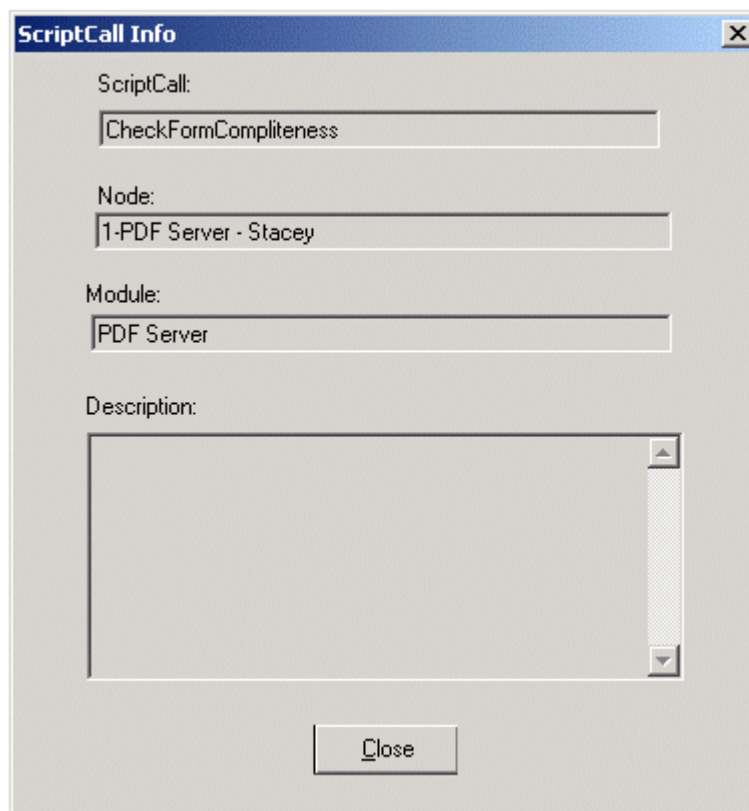 ScriptCall Info
ScriptCall:
CheckFormCompliteness
Node:
1-PDF Server - Stacey
Module:
PDF Server
Description:
Close